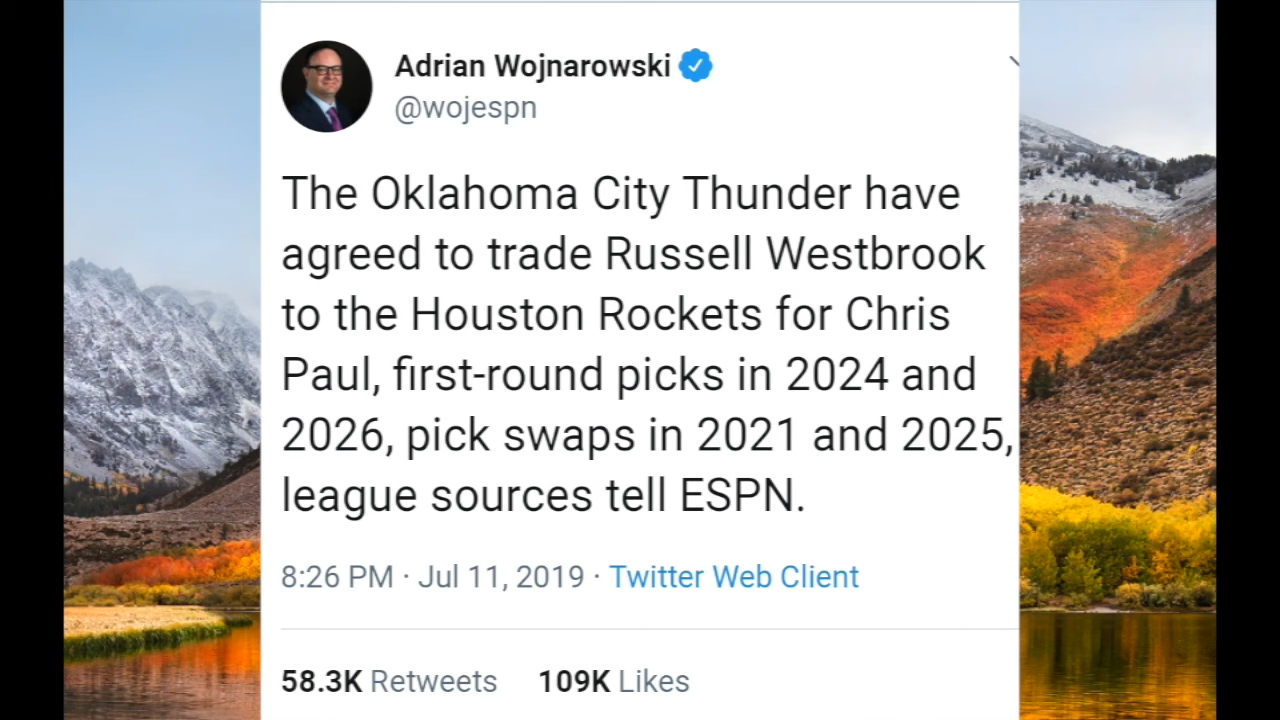 Adrian Wojnarowski
@wojespn
The Oklahoma City Thunder have
agreed to trade Russell Westbrook
to the Houston Rockets for Chris
Paul, first-round picks in 2024 and
2026, pick swaps in 2021 and 2025,
league sources tell ESPN.
8:26 PM · Jul 11, 2019 · Twitter Web Client
58.3K Retweets 109K Likes